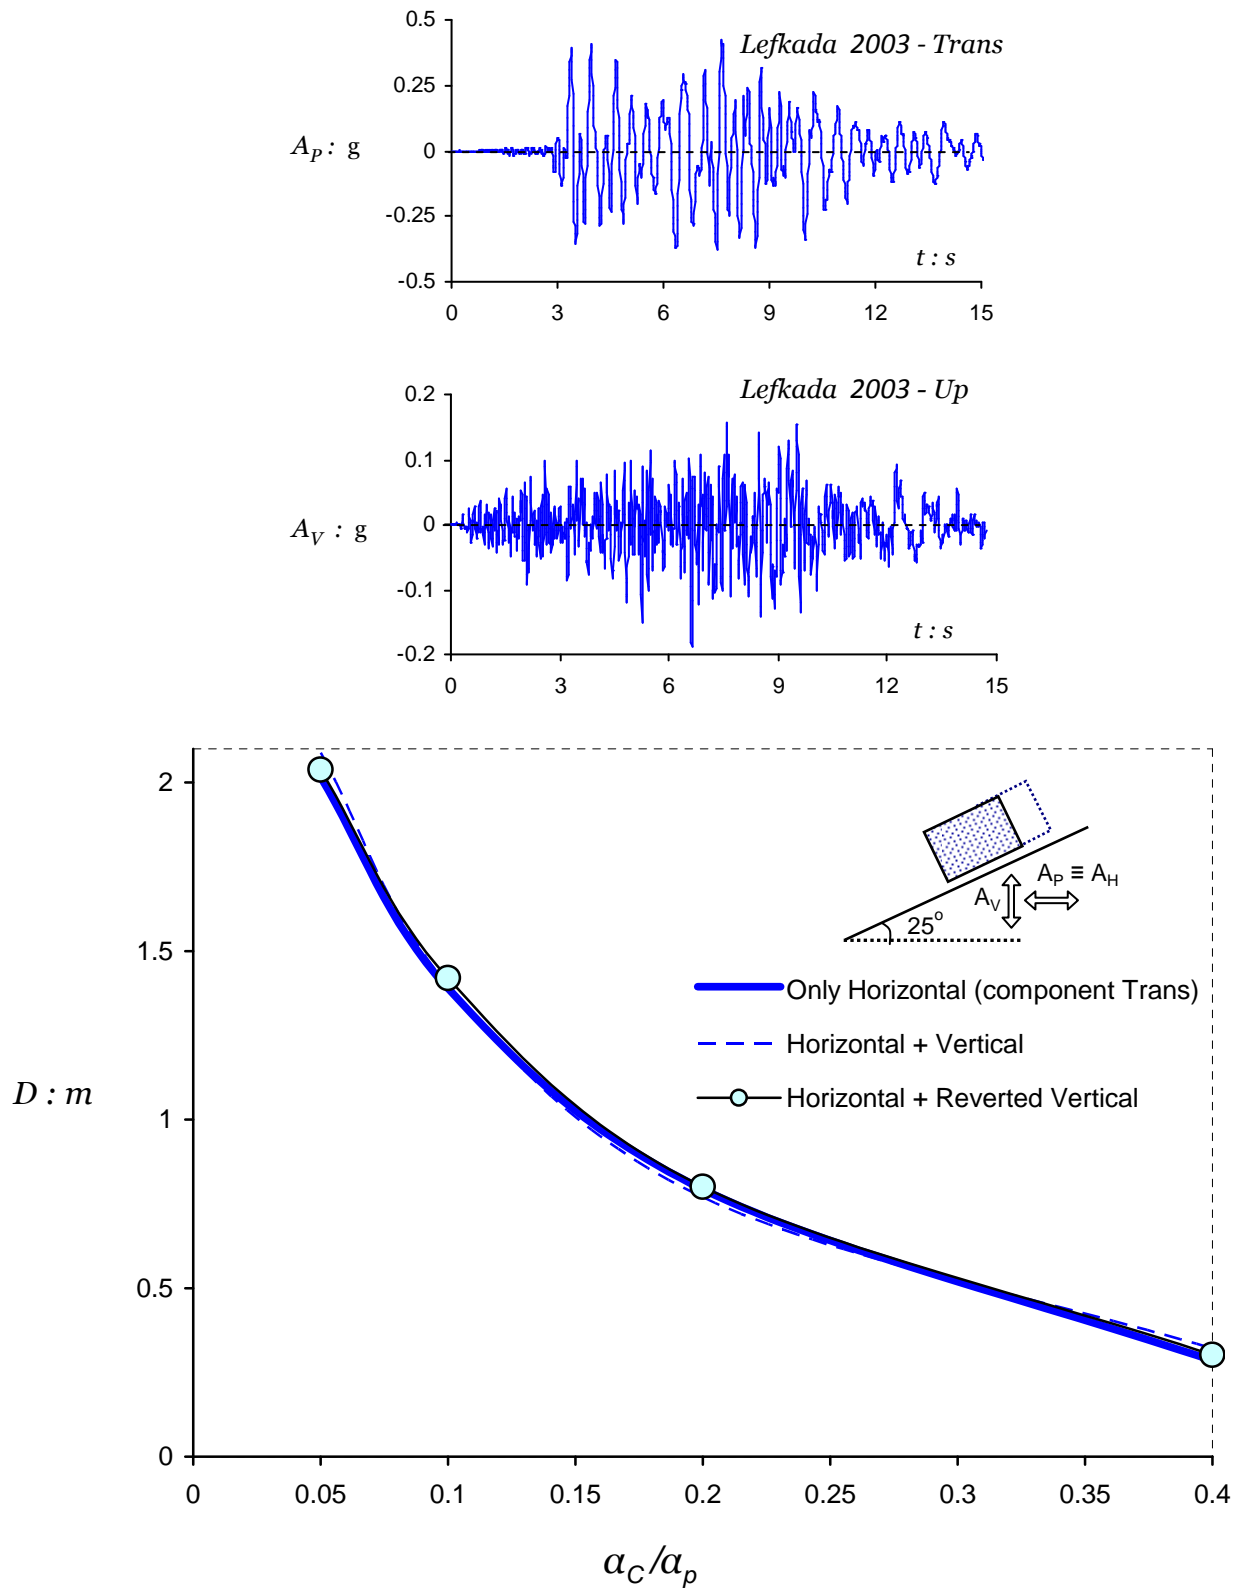 0.5
Lefkada 2003 - Trans
0.25
A_P : g
0
-0.25
t : s
-0.5
0 3 6 9 12 15
Lefkada 2003 - Up
0.2
0.1
A_V : g
0
-0.1
t : s
-0.2
0 3 6 9 12 15
2
A_P ≡ A_H
A_V
25°
1.5
Only Horizontal (component Trans)
Horizontal + Vertical
D : m
Horizontal + Reverted Vertical
1
0.5
0
0 0.05 0.1 0.15 0.2 0.25 0.3 0.35 0.4
α_C/α_p